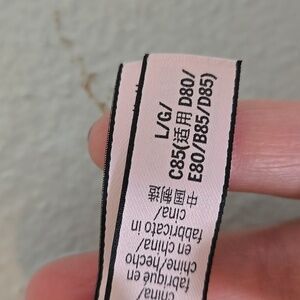 L/G/
C85(适用 D80/
E80/B85/D85)
中国制造
cina/
fabbricato in
en china/
chine/hecho
fabriqué en